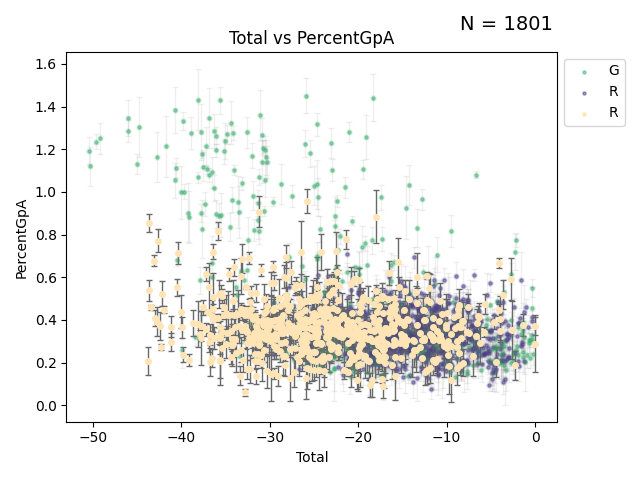 N = 1801
Total vs PercentGpA
G
R
R
1.6
1.4
1.2
1.0
0.8
0.6
0.4
0.2
0.0
PercentGpA
−50
−40
−30
−20
−10
0
Total